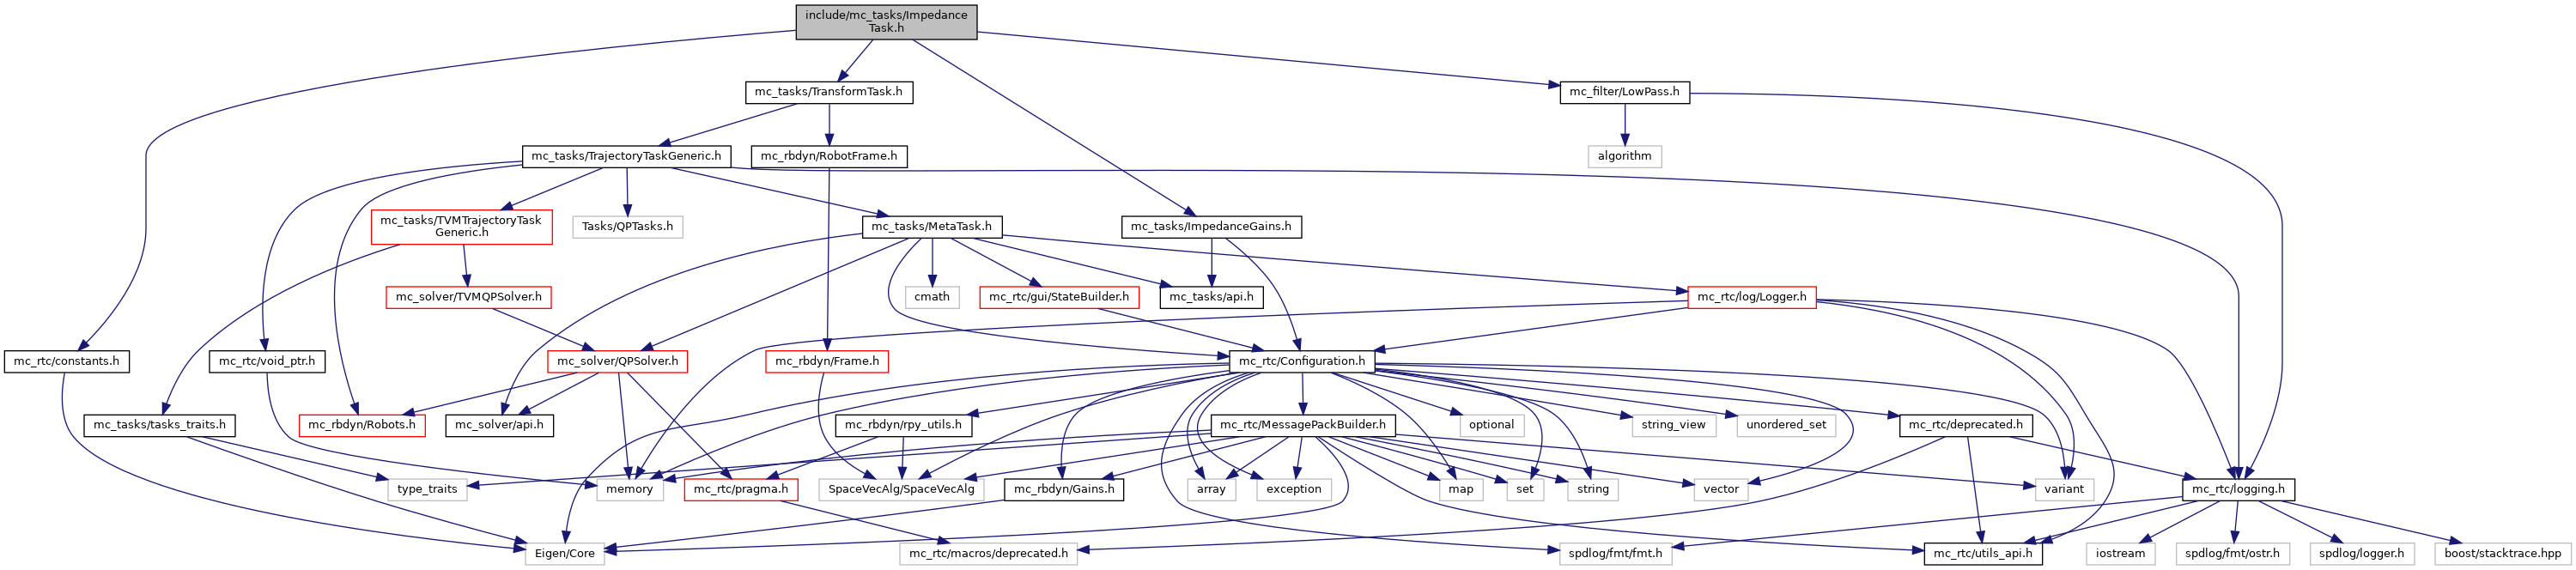 include/mc_tasks/Impedance
Task.h
mc_tasks/TransformTask.h
mc_filter/LowPass.h
mc_tasks/TrajectoryTaskGeneric.h
mc_rbdyn/RobotFrame.h
algorithm
mc_tasks/TVMTrajectoryTask
Generic.h
Tasks/QPTasks.h
mc_tasks/MetaTask.h
mc_tasks/ImpedanceGains.h
mc_solver/TVMQPSolver.h
cmath
mc_rtc/gui/StateBuilder.h
mc_tasks/api.h
mc_rtc/log/Logger.h
mc_rtc/constants.h
mc_rtc/void_ptr.h
mc_solver/QPSolver.h
mc_rbdyn/Frame.h
mc_rtc/Configuration.h
mc_tasks/tasks_traits.h
mc_rbdyn/Robots.h
mc_solver/api.h
mc_rbdyn/rpy_utils.h
mc_rtc/MessagePackBuilder.h
optional
string_view
unordered_set
mc_rtc/deprecated.h
type_traits
memory
mc_rtc/pragma.h
SpaceVecAlg/SpaceVecAlg
mc_rbdyn/Gains.h
array
exception
map
set
string
vector
variant
mc_rtc/logging.h
Eigen/Core
mc_rtc/macros/deprecated.h
spdlog/fmt/fmt.h
mc_rtc/utils_api.h
iostream
spdlog/fmt/ostr.h
spdlog/logger.h
boost/stacktrace.hpp